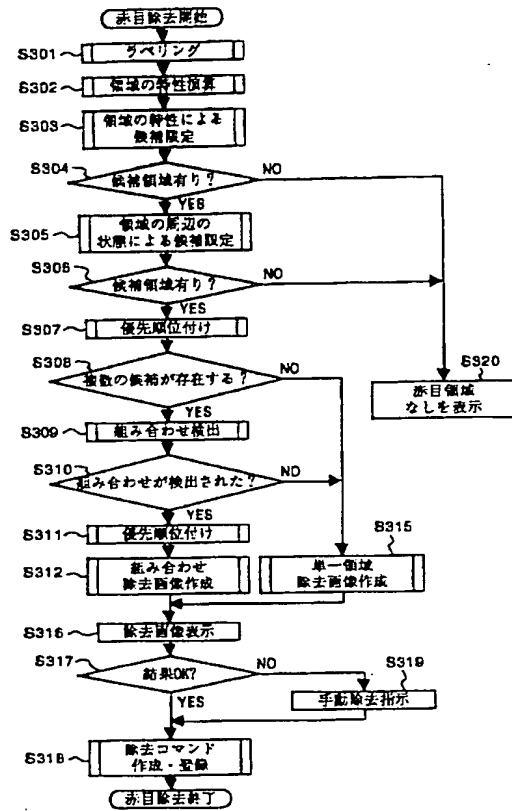 赤目除去開始
S301
ラベリング
S302
領域の特性演算
S303
領域の特性による
候補限定
S304
候補領域有り?
NO
YES
S305
領域の周辺の
状態による候補限定
S306
候補領域有り?
NO
YES
S307
優先順位付け
S308
複数の候補が存在する?
NO
S320
赤目領域
なしを表示
YES
S309
組み合わせ検出
S310
組み合わせが検出された?
NO
YES
S311
優先順位付け
S312
組み合わせ
除去画像作成
S315
単一領域
除去画像作成
S316
除去画像表示
S317
結果OK?
NO
S319
手動除去指示
YES
S318
除去コマンド
作成・登録
赤目除去終了